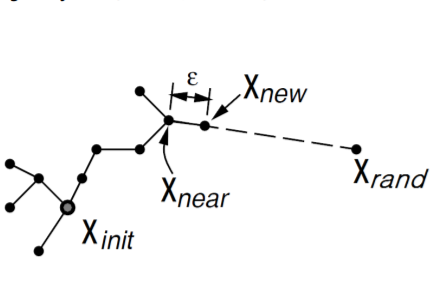 ε
Xnew
Xrand
Xnear
Xinit